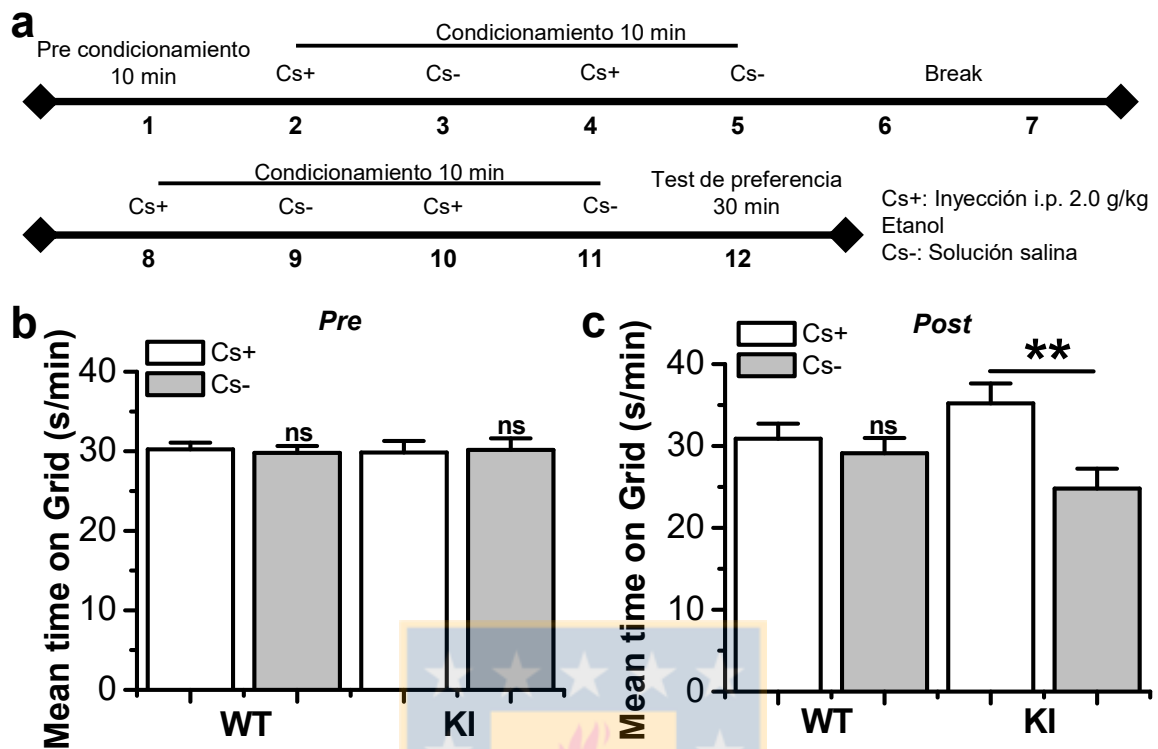 a
Pre condicionamiento
10 min
Condicionamiento 10 min
Cs+ Cs- Cs+ Cs- Break
1 2 3 4 5 6 7
Condicionamiento 10 min
Cs+ Cs- Cs+ Cs-
Test de preferencia
30 min
8 9 10 11 12
Cs+: Inyección i.p. 2.0 g/kg
Etanol
Cs-: Solución salina
b
Pre
Cs+
Cs-
Mean time on Grid (s/min)
40
30
20
10
0
ns
ns
WT KI
c
Post
Cs+
Cs-
Mean time on Grid (s/min)
40
30
20
10
0
ns
**
WT KI